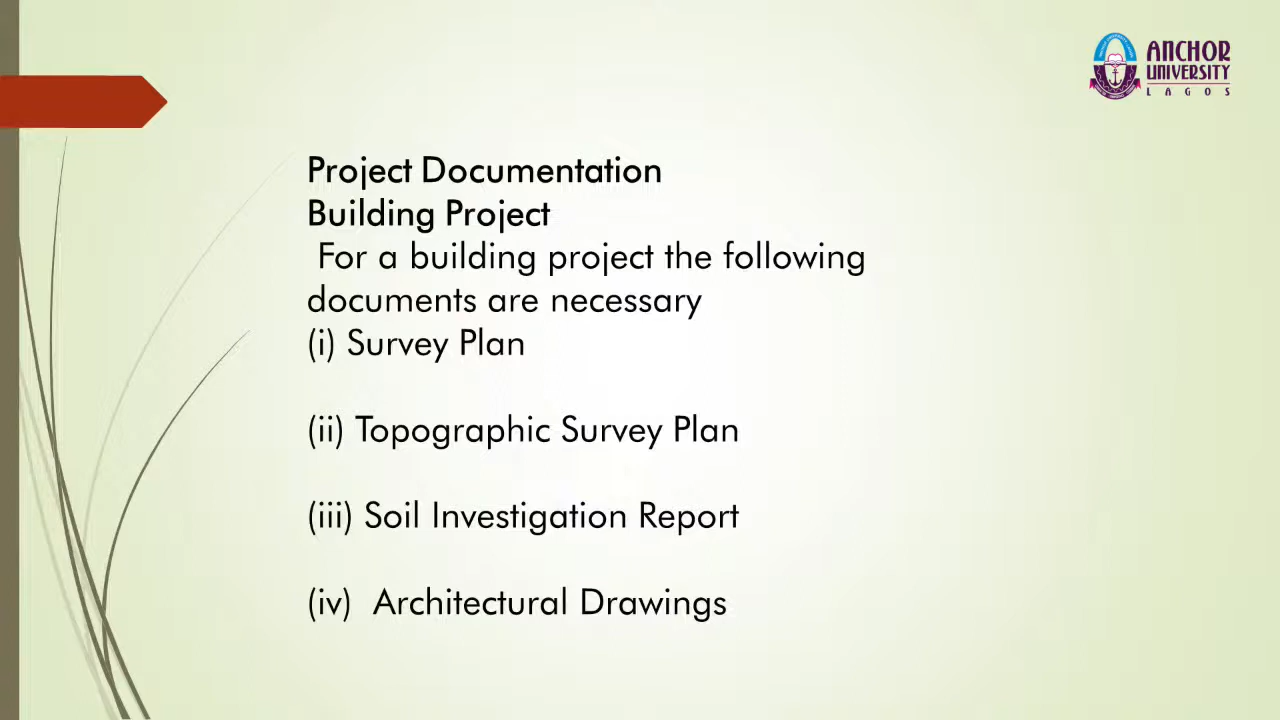 ANCHOR
UNIVERSITY
LAGOS
Project Documentation
Building Project
For a building project the following
documents are necessary
(i) Survey Plan
(ii) Topographic Survey Plan
(iii) Soil Investigation Report
(iv) Architectural Drawings